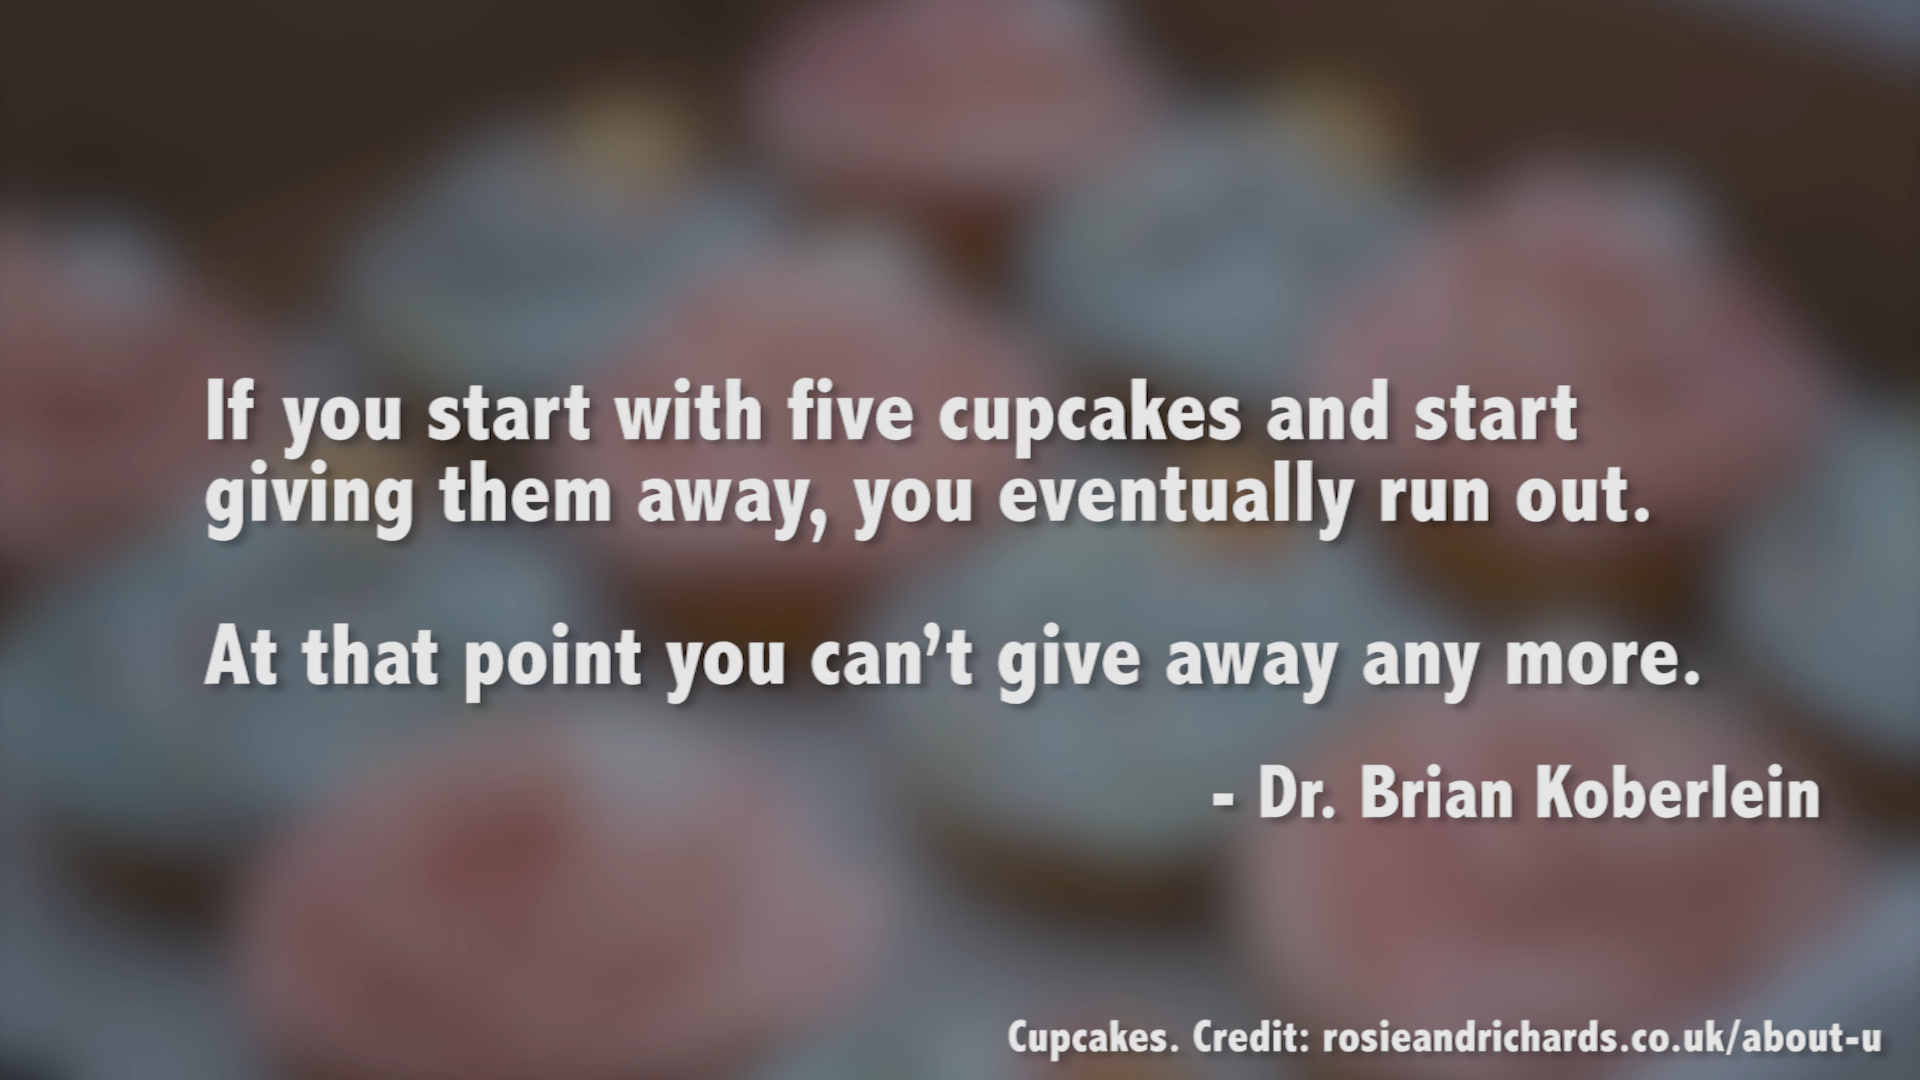 If you start with five cupcakes and start
giving them away, you eventually run out.
At that point you can’t give away any more.
- Dr. Brian Koberlein
Cupcakes. Credit: rosieandrichards.co.uk/about-u